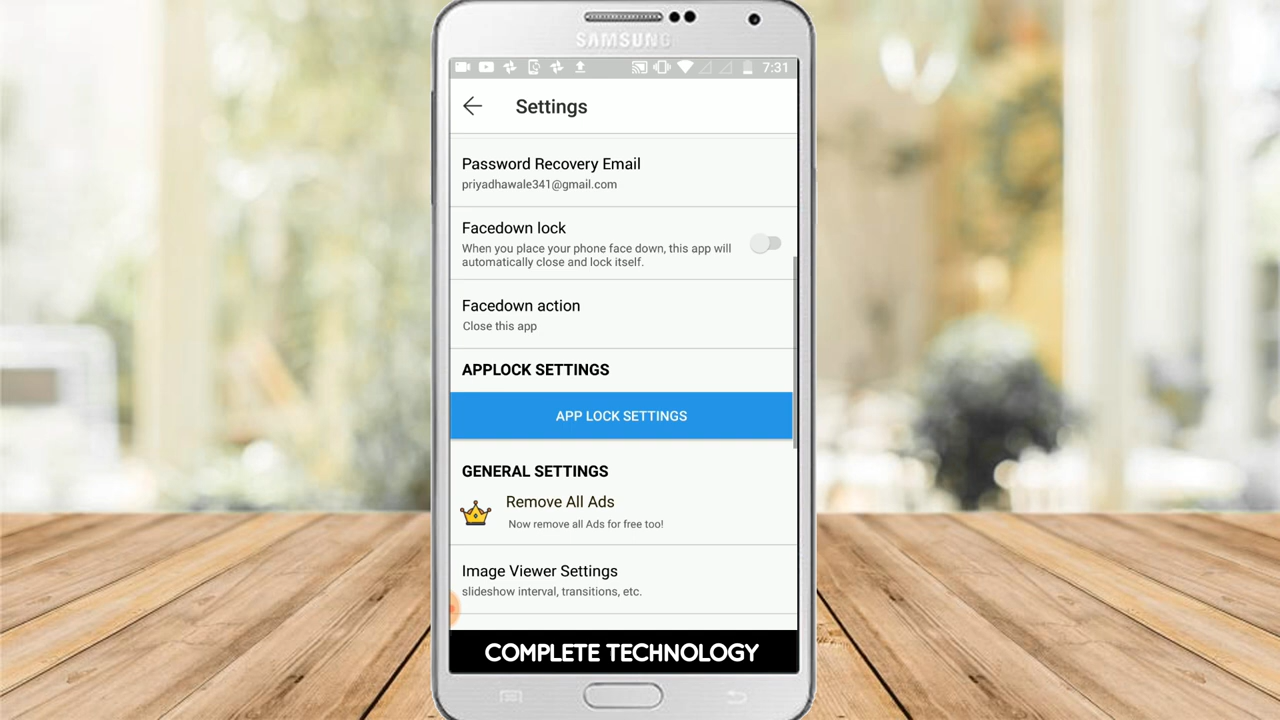 SAMSUNG
7:31
Settings
Password Recovery Email
priyadhawale341@gmail.com
Facedown lock
When you place your phone face down, this app will
automatically close and lock itself.
Facedown action
Close this app
APPLOCK SETTINGS
APP LOCK SETTINGS
GENERAL SETTINGS
Remove All Ads
Now remove all Ads for free too!
Image Viewer Settings
slideshow interval, transitions, etc.
COMPLETE TECHNOLOGY